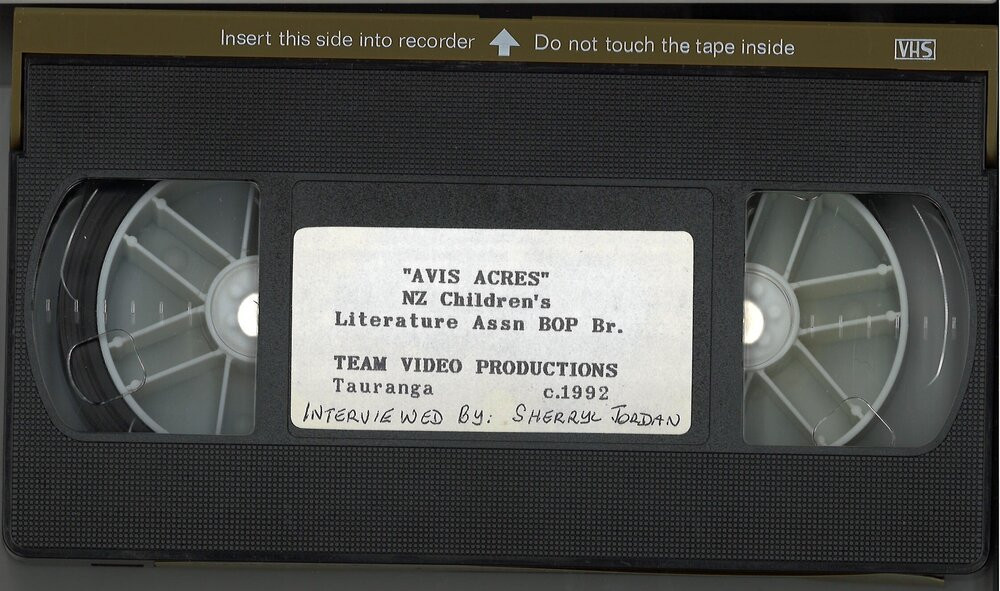 Insert this side into recorder Do not touch the tape inside VHS
"AVIS ACRES"
NZ Children's
Literature Assn BOP Br.
TEAM VIDEO PRODUCTIONS
Tauranga c.1992
INTERVIEWED By: SHERRYL JORDAN